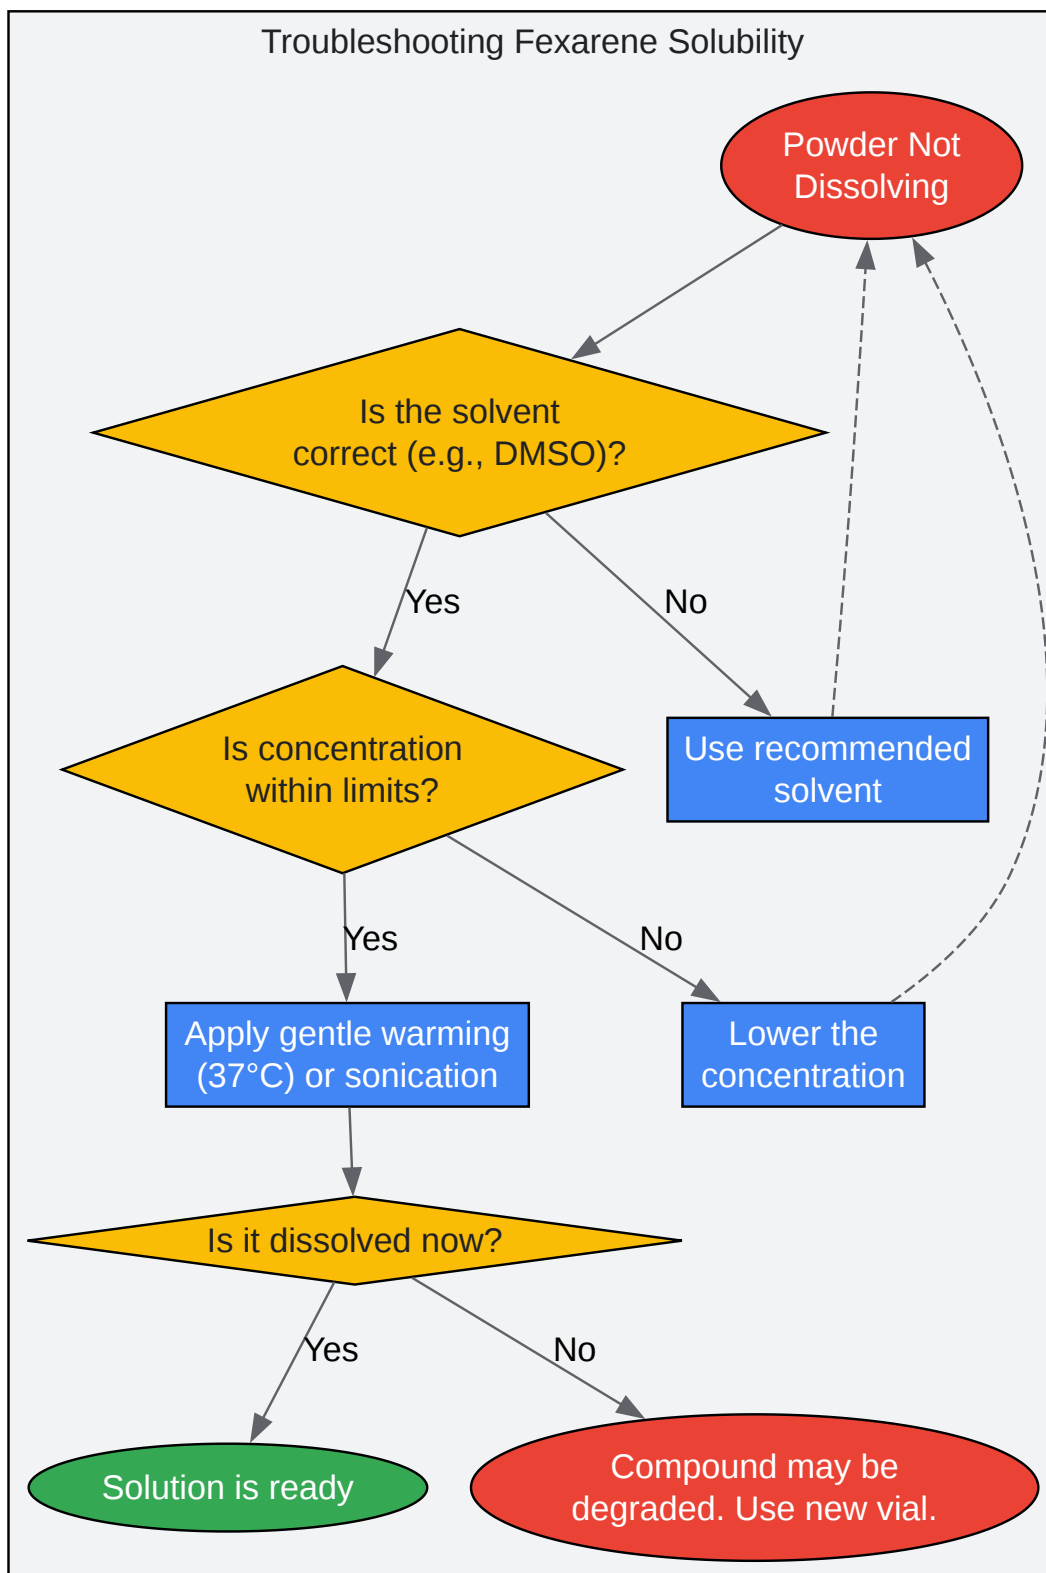 Troubleshooting Fexarene Solubility
Powder Not
Dissolving
Is the solvent
correct (e.g., DMSO)?
Yes
No
Is concentration
within limits?
Use recommended
solvent
Yes
No
Apply gentle warming
(37°C) or sonication
Lower the
concentration
Is it dissolved now?
Yes
No
Solution is ready
Compound may be
degraded. Use new vial.